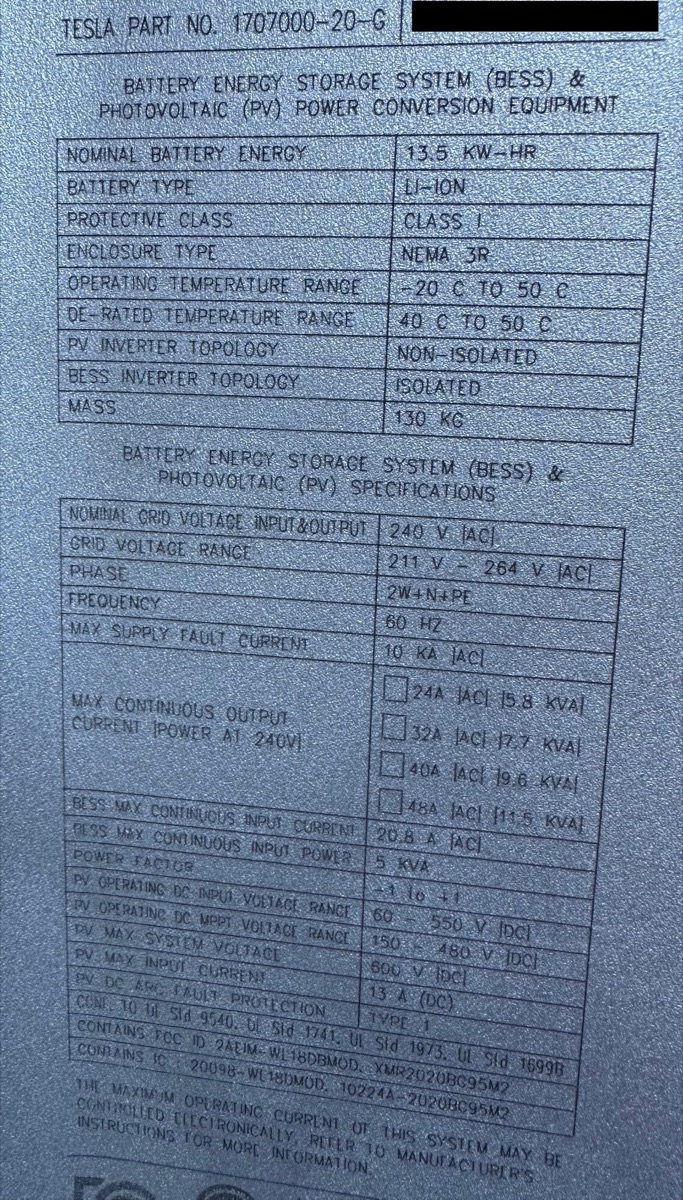 TESLA PART NO. 1707000-20-G
BATTERY ENERGY STORAGE SYSTEM (BESS) &
PHOTOVOLTAIC (PV) POWER CONVERSION EQUIPMENT
NOMINAL BATTERY ENERGY 13.5 KW-HR
BATTERY TYPE LI-ION
PROTECTIVE CLASS CLASS I
ENCLOSURE TYPE NEMA 3R
OPERATING TEMPERATURE RANGE -20 C TO 50 C
DE-RATED TEMPERATURE RANGE 40 C TO 50 C
PV INVERTER TOPOLOGY NON-ISOLATED
BESS INVERTER TOPOLOGY ISOLATED
MASS 130 KG
BATTERY ENERGY STORAGE SYSTEM (BESS) &
PHOTOVOLTAIC (PV) SPECIFICATIONS
NOMINAL GRID VOLTAGE INPUT&OUTPUT 240 V |AC|
GRID VOLTAGE RANGE 211 V - 264 V |AC|
PHASE 2W+N+PE
FREQUENCY 60 HZ
MAX SUPPLY FAULT CURRENT 10 KA |AC|
MAX CONTINUOUS OUTPUT
CURRENT |POWER AT 240V|
24A |AC| |5.8 KVA|
32A |AC| |7.7 KVA|
40A |AC| |9.6 KVA|
48A |AC| |11.5 KVA|
BESS MAX CONTINUOUS INPUT CURRENT 20.8 A |AC|
BESS MAX CONTINUOUS INPUT POWER 5 KVA
POWER FACTOR -1 to +1
PV OPERATING DC INPUT VOLTAGE RANGE 60 - 550 V |DC|
PV OPERATING DC MPPT VOLTAGE RANGE 150 - 480 V |DC|
PV MAX SYSTEM VOLTAGE 600 V |DC|
PV MAX INPUT CURRENT 13 A (DC)
PV DC ARC FAULT PROTECTION TYPE 1
CONF. TO UL Std 9540, UL Std 1741, UL Std 1973, UL Std 1699B
CONTAINS FCC ID 2AEIM-WL18DBMOD, XMR2020BG95M2
CONTAINS IC : 20098-WL18DMOD, 10224A-2020BG95M2
THE MAXIMUM OPERATING CURRENT OF THIS SYSTEM MAY BE
CONTROLLED ELECTRONICALLY, REFER TO MANUFACTURER'S
INSTRUCTIONS FOR MORE INFORMATION.